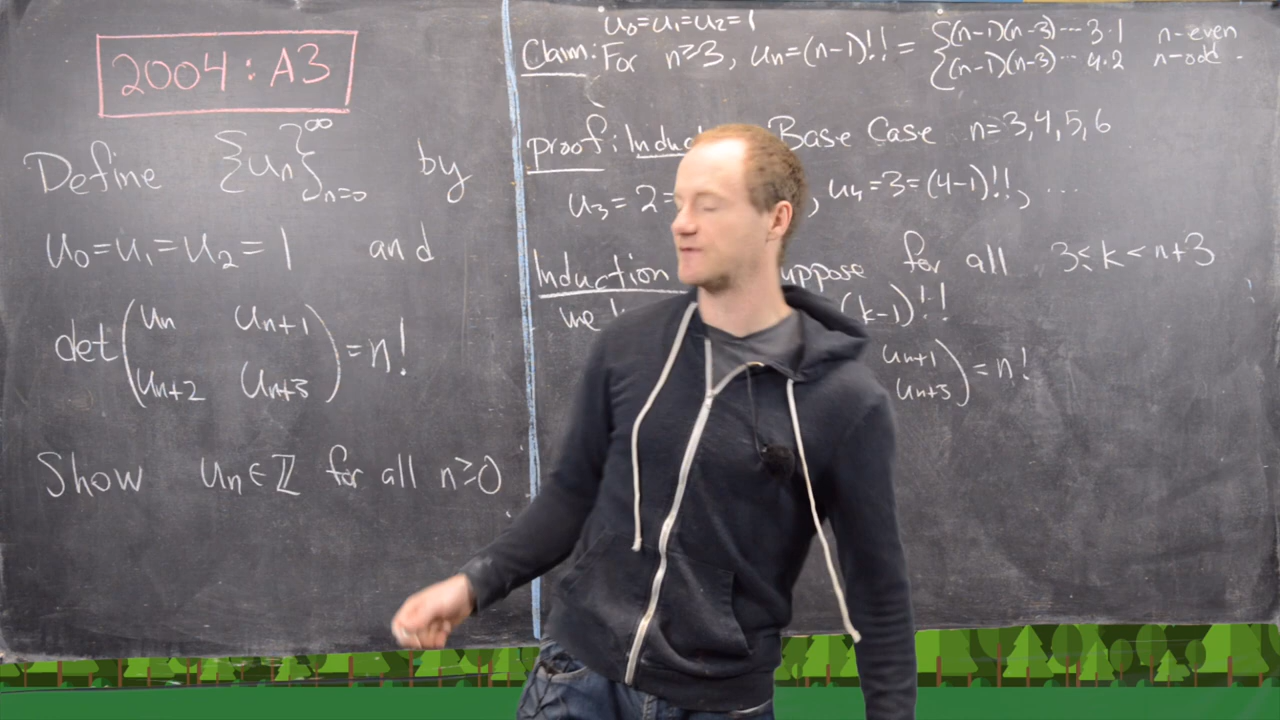 2004: A3
Define {uₙ}ₙ₌₀^∞ by
u₀=u₁=u₂=1 and
det(uₙ uₙ₊₁
uₙ₊₂ uₙ₊₃) = n!
Show uₙ∈ℤ for all n≥0
u₀=u₁=u₂=1
Claim: For n≥3, uₙ=(n-1)!! = {(n-1)(n-3)···3·1 n-even
{(n-1)(n-3)···4·2 n-odd.
proof: Base Case n=3,4,5,6
u₃=2= , u₄=3=(4-1)!!, ...
Induction for all 3≤k<n+3
(k-1)!!
uₙ₊₁
uₙ₊₃) = n!